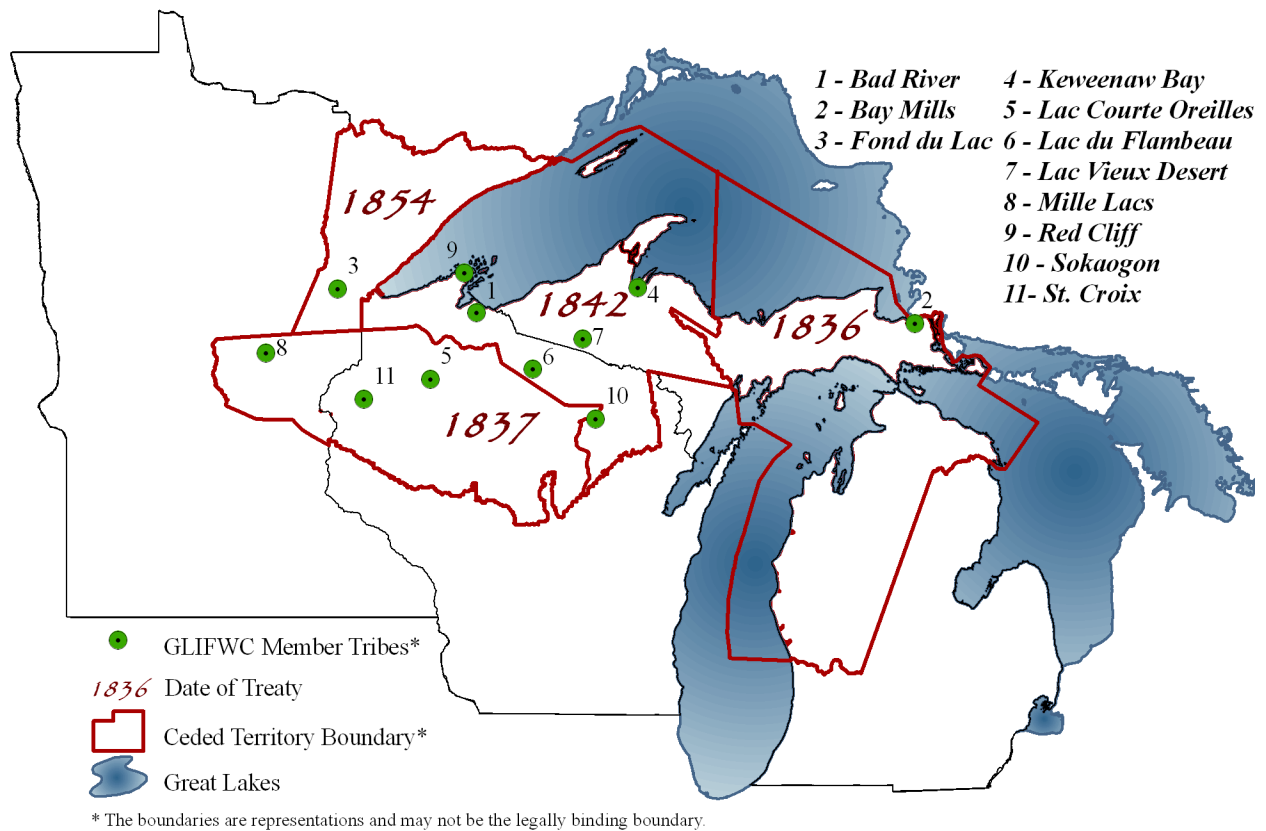 1 - Bad River
2 - Bay Mills
3 - Fond du Lac
4 - Keweenaw Bay
5 - Lac Courte Oreilles
6 - Lac du Flambeau
7 - Lac Vieux Desert
8 - Mille Lacs
9 - Red Cliff
10 - Sokaogon
11- St. Croix
1854
9
3
1
1842
4
1836
2
7
8
5
6
11
10
1837
GLIFWC Member Tribes*
1836 Date of Treaty
Ceded Territory Boundary*
Great Lakes
* The boundaries are representations and may not be the legally binding boundary.